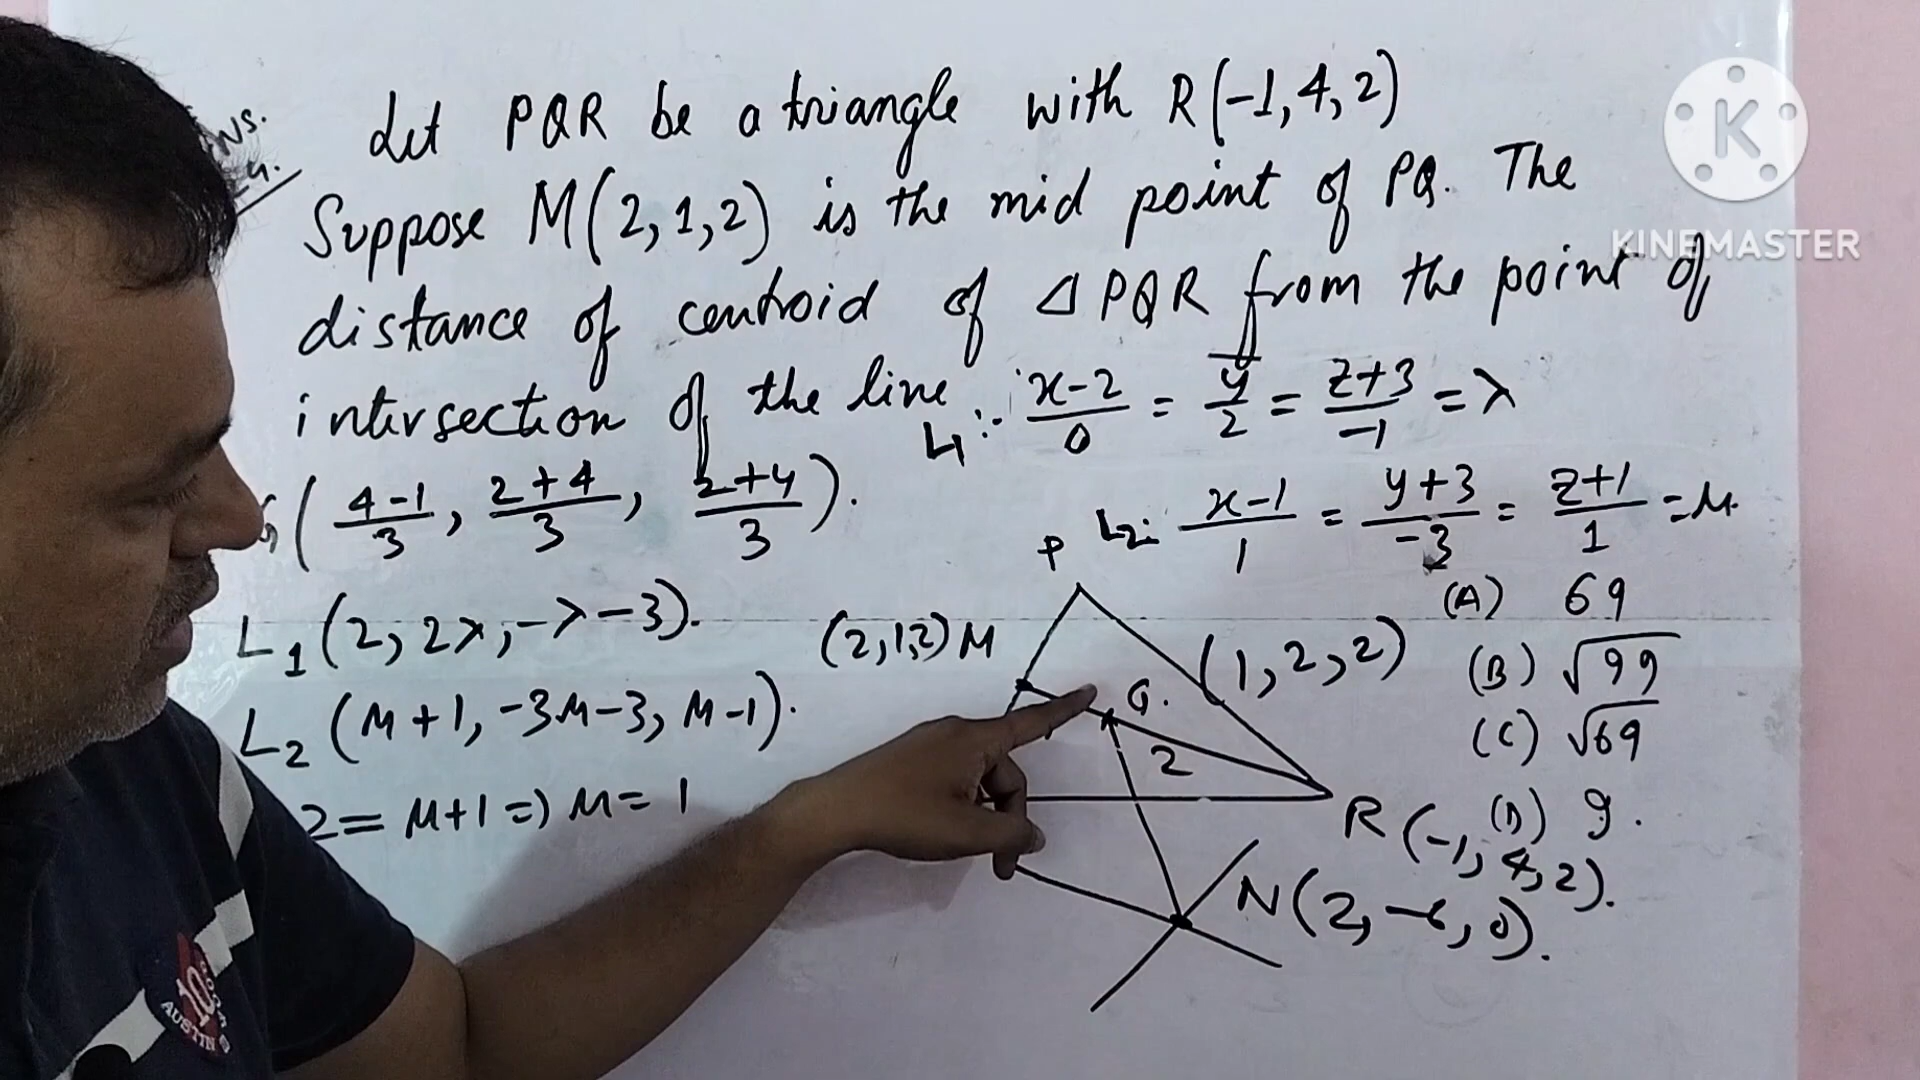 Let PQR be a triangle with R(-1,4,2)
Suppose M(2,1,2) is the mid point of PQ. The
distance of centroid of △PQR from the point of
intersection of the line
L1:- x-2/0 = y/2 = z+3/-1 = λ
G(4-1/3, 2+4/3, 2+4/3).
L2: x-1/1 = y+3/-3 = z+1/1 = μ.
L1(2, 2λ, -λ-3).
L2(μ+1, -3μ-3, μ-1).
2 = μ+1 => μ = 1
(A) 69
(B) √99
(C) √69
(D) 9.
P
(2,1,2) M
G.
(1,2,2)
2
R(-1,4,2).
N(2,-6,0).
K
KINEMASTER
AUSTIN